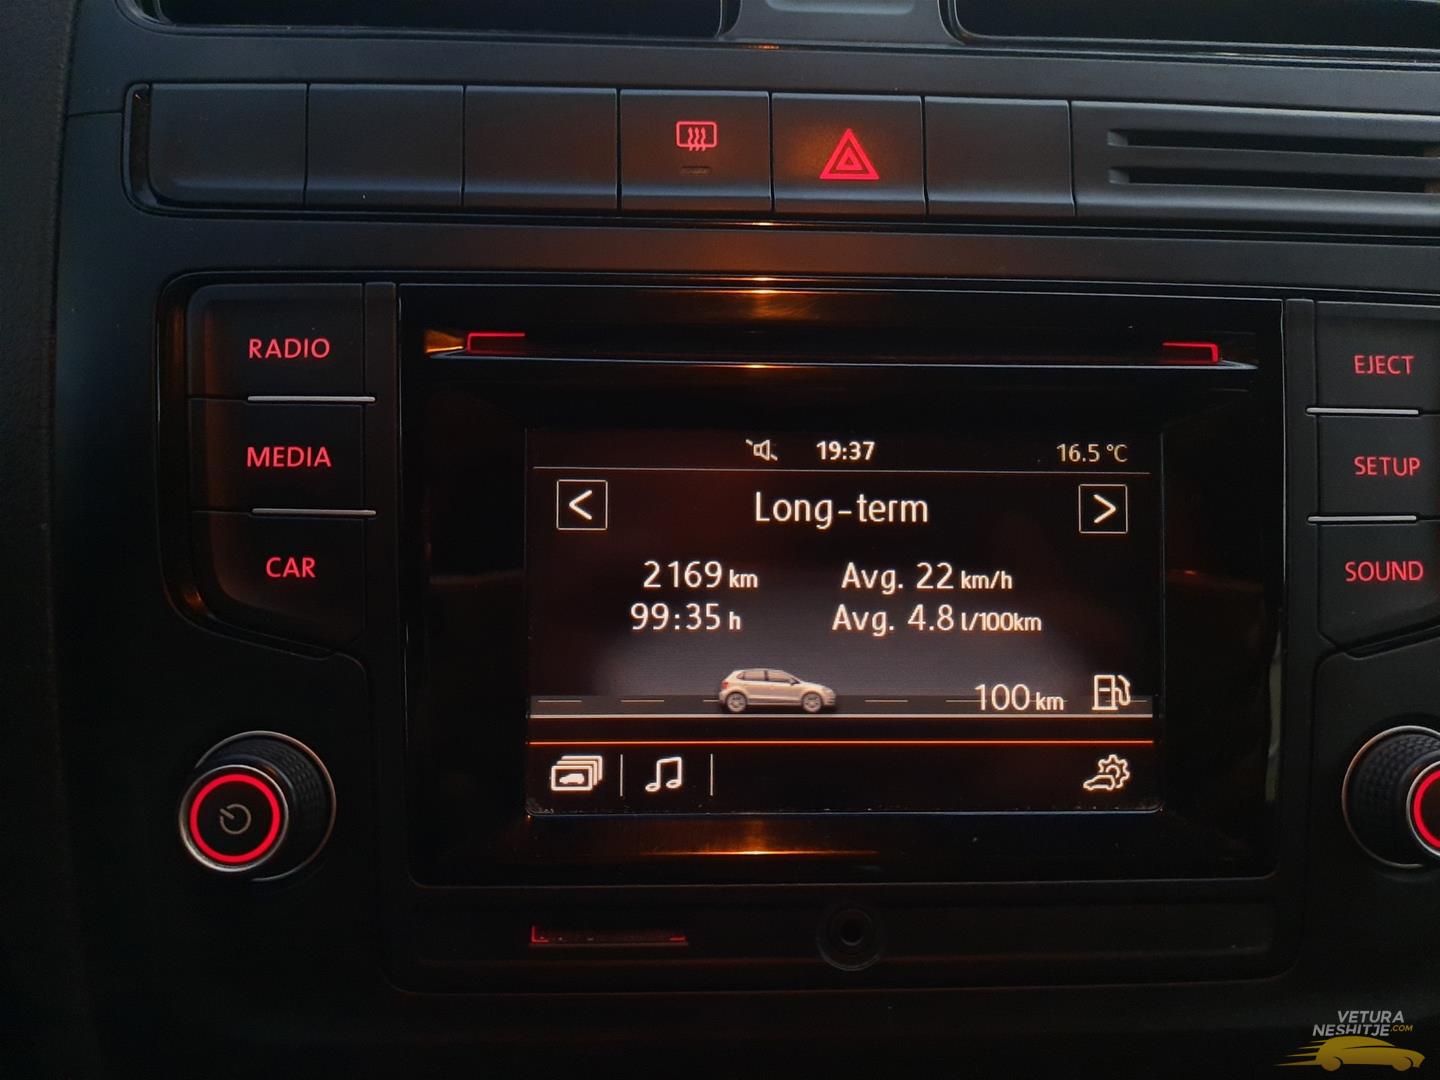 RADIO
MEDIA
CAR
EJECT
SETUP
SOUND
19:37
16.5 °C
< Long-term >
2169 km Avg. 22 km/h
99:35 h Avg. 4.8 l/100km
100 km
VETURA
NESHITJE.COM